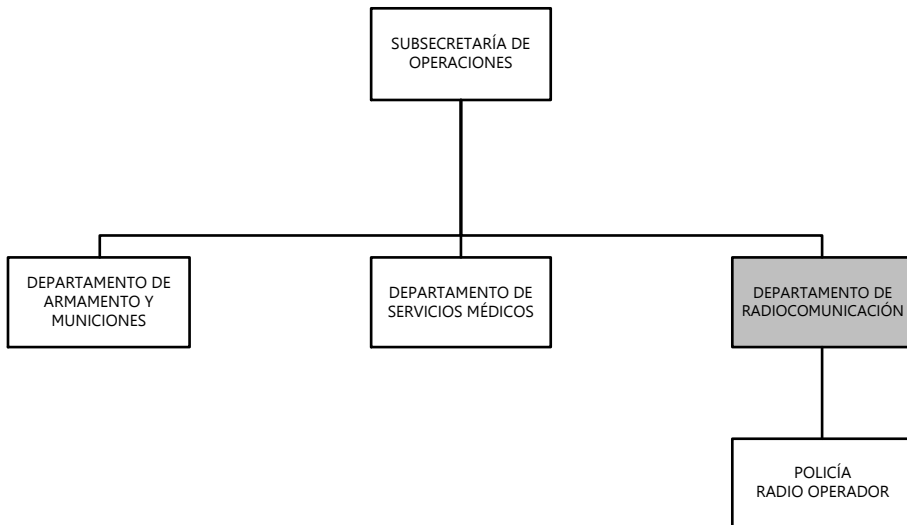 SUBSECRETARÍA DE
OPERACIONES
DEPARTAMENTO DE
ARMAMENTO Y
MUNICIONES
DEPARTAMENTO DE
SERVICIOS MÉDICOS
DEPARTAMENTO DE
RADIOCOMUNICACIÓN
POLICÍA
RADIO OPERADOR